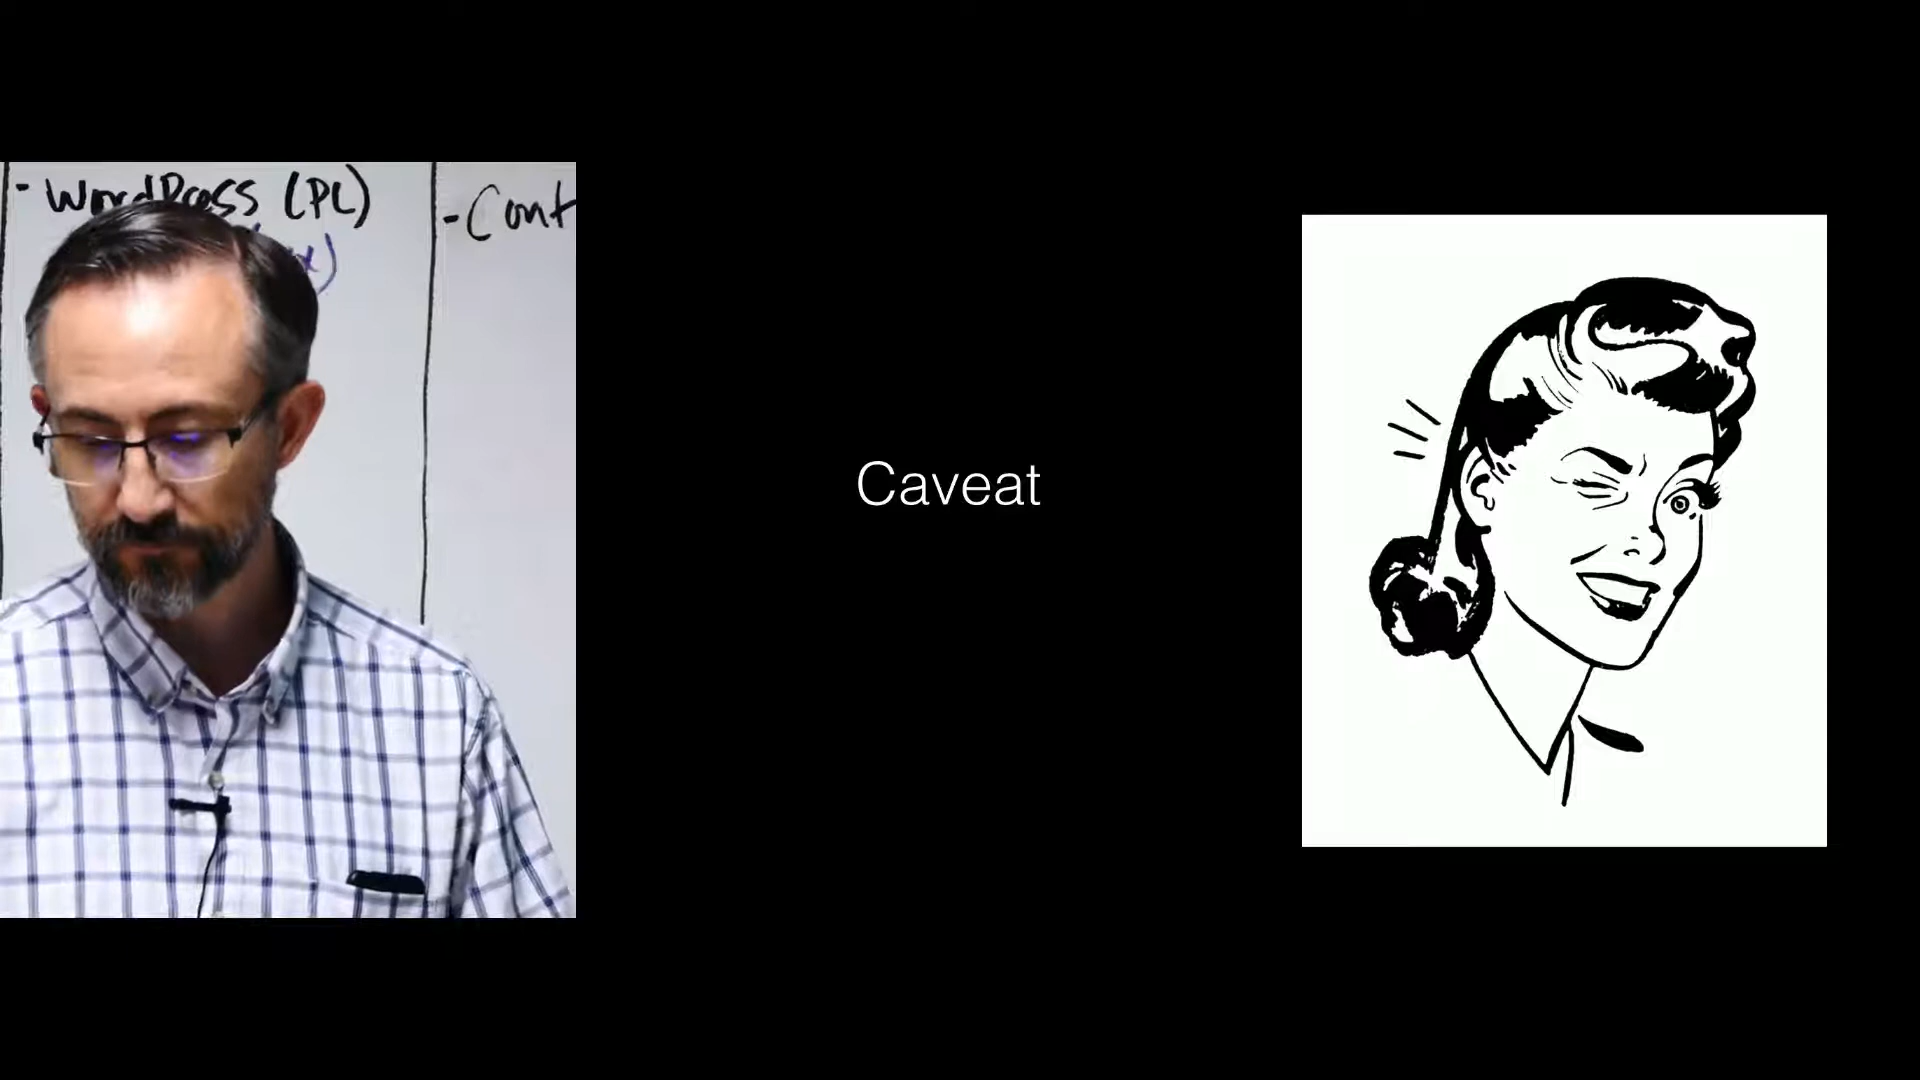 - WordPress (PL)
- Cont
Caveat